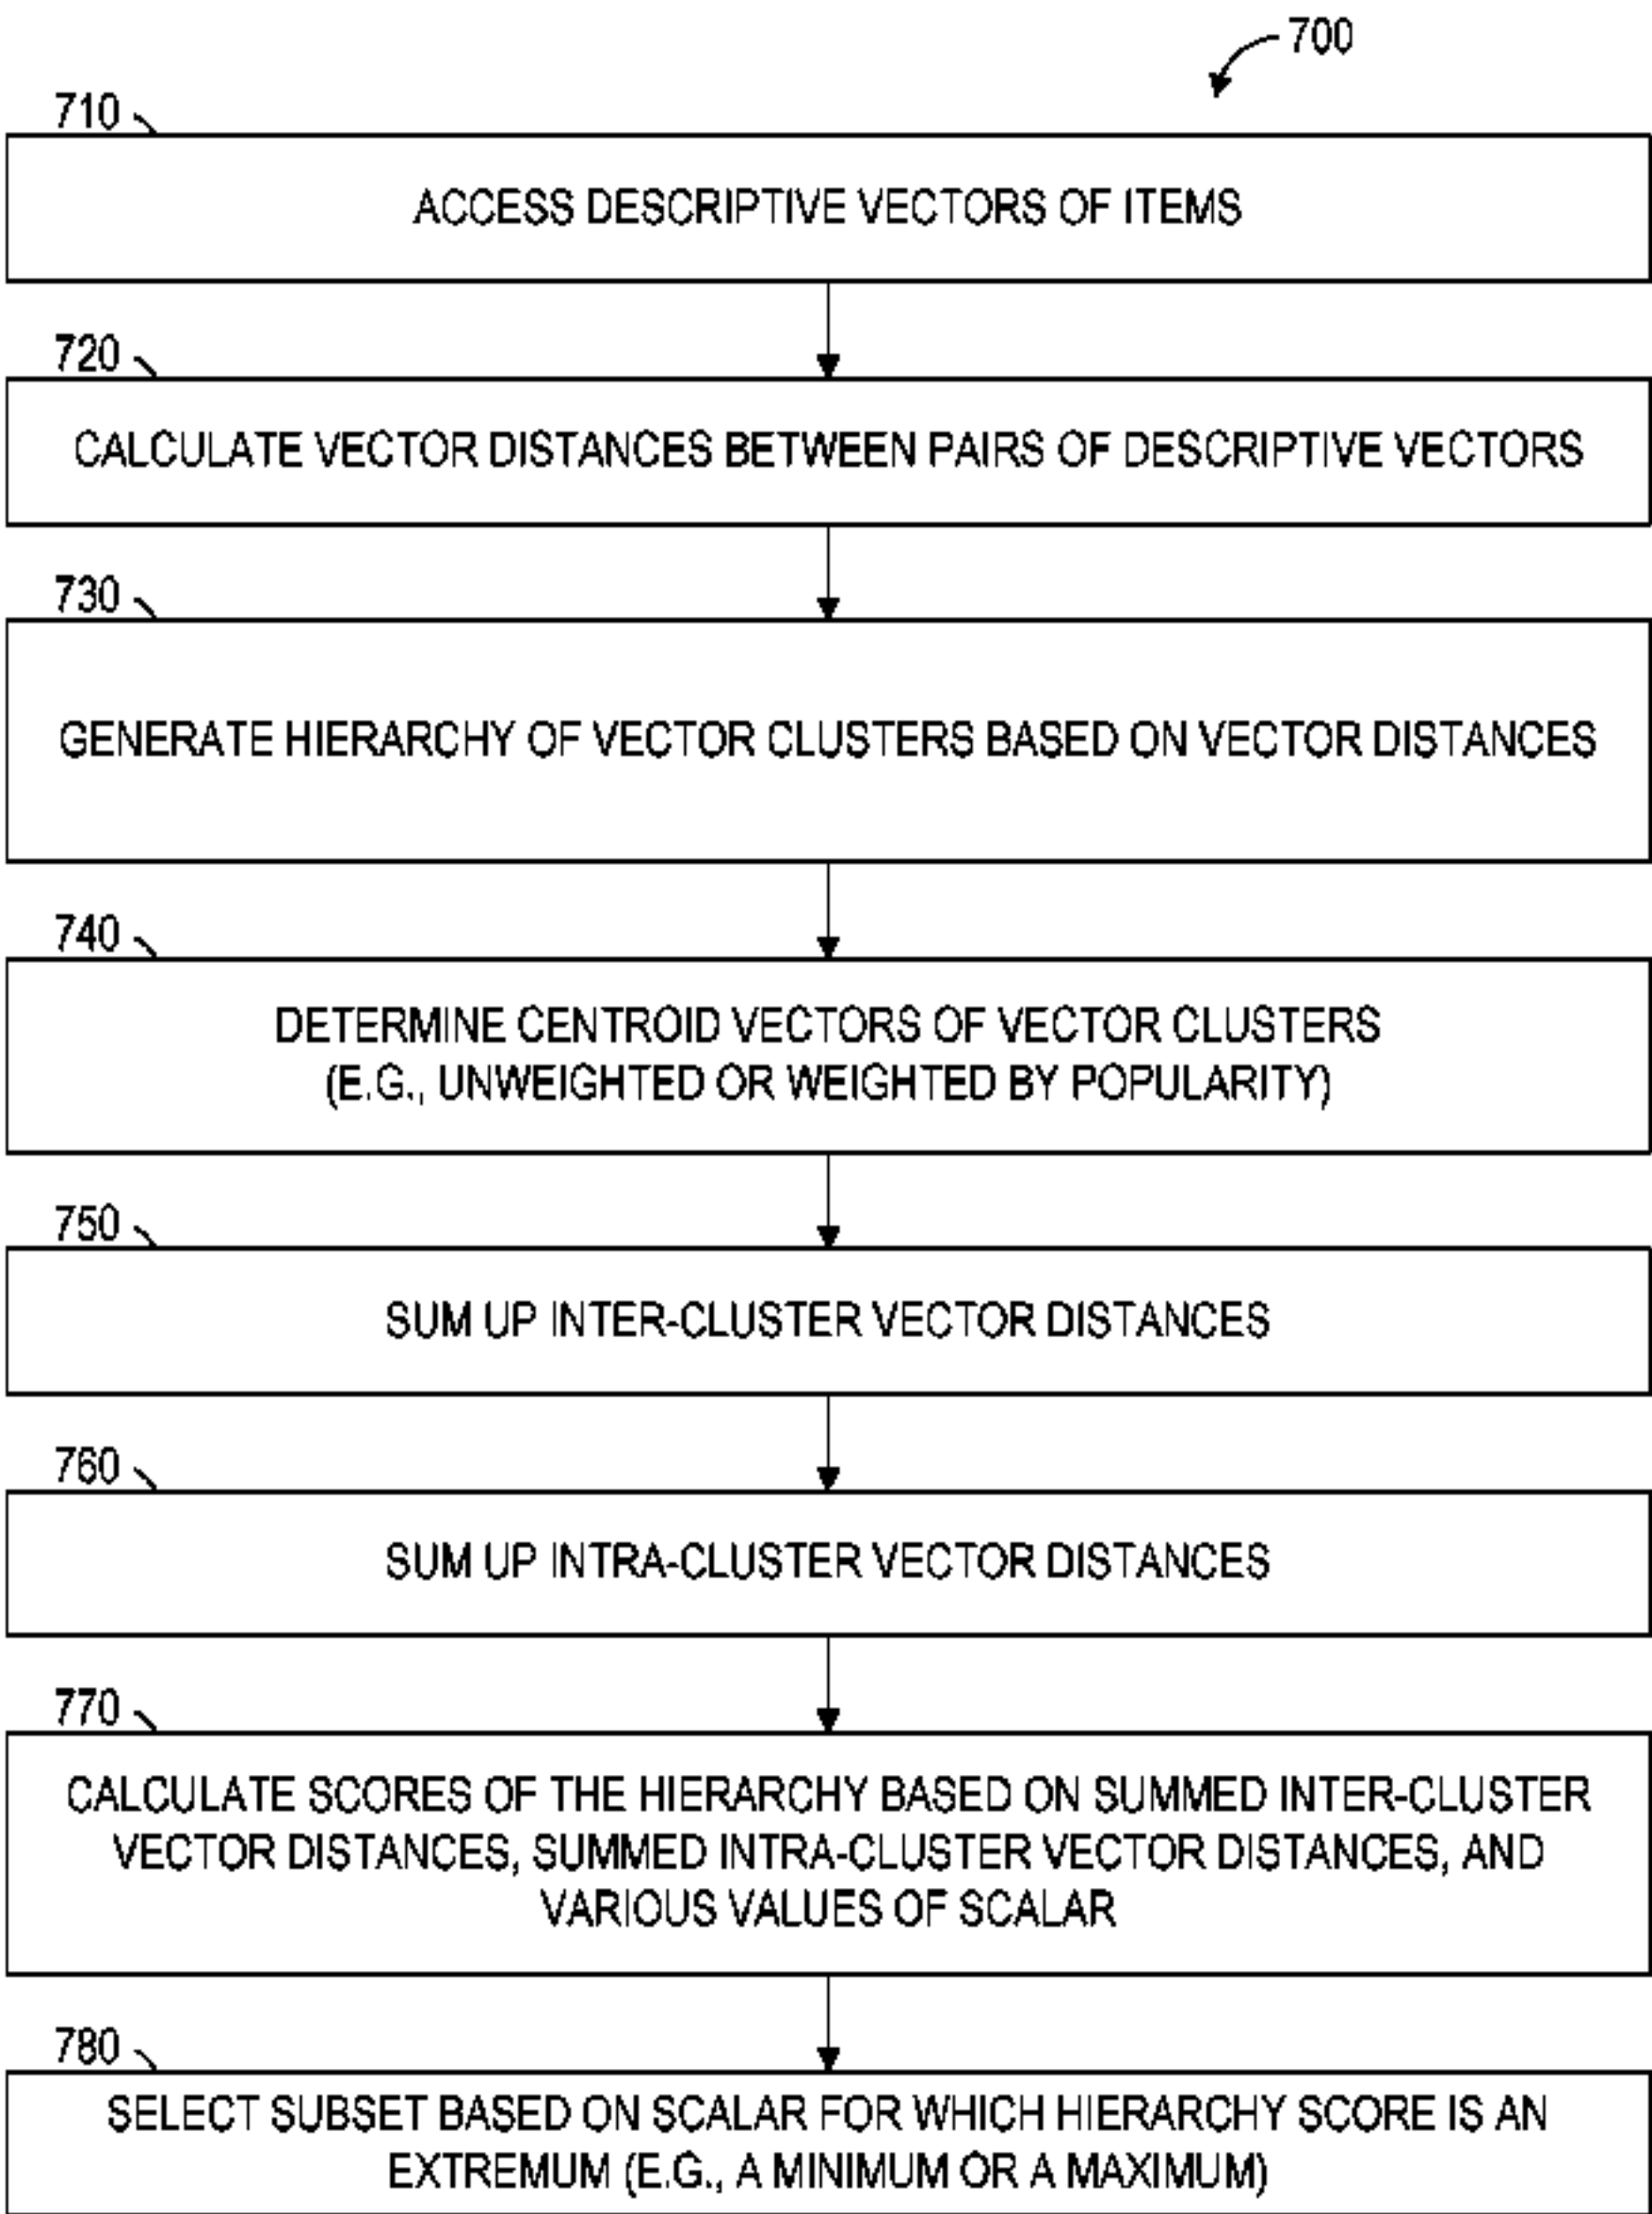 700
710
ACCESS DESCRIPTIVE VECTORS OF ITEMS
720
CALCULATE VECTOR DISTANCES BETWEEN PAIRS OF DESCRIPTIVE VECTORS
730
GENERATE HIERARCHY OF VECTOR CLUSTERS BASED ON VECTOR DISTANCES
740
DETERMINE CENTROID VECTORS OF VECTOR CLUSTERS
(E.G., UNWEIGHTED OR WEIGHTED BY POPULARITY)
750
SUM UP INTER-CLUSTER VECTOR DISTANCES
760
SUM UP INTRA-CLUSTER VECTOR DISTANCES
770
CALCULATE SCORES OF THE HIERARCHY BASED ON SUMMED INTER-CLUSTER
VECTOR DISTANCES, SUMMED INTRA-CLUSTER VECTOR DISTANCES, AND
VARIOUS VALUES OF SCALAR
780
SELECT SUBSET BASED ON SCALAR FOR WHICH HIERARCHY SCORE IS AN
EXTREMUM (E.G., A MINIMUM OR A MAXIMUM)